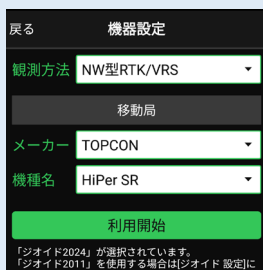 戻る 機器設定
観測方法 NW型RTK/VRS
移動局
メーカー TOPCON
機種名 HiPer SR
利用開始
「ジオイド2024」が選択されています。
「ジオイド2011」を使用する場合は[ジオイド 設定]に